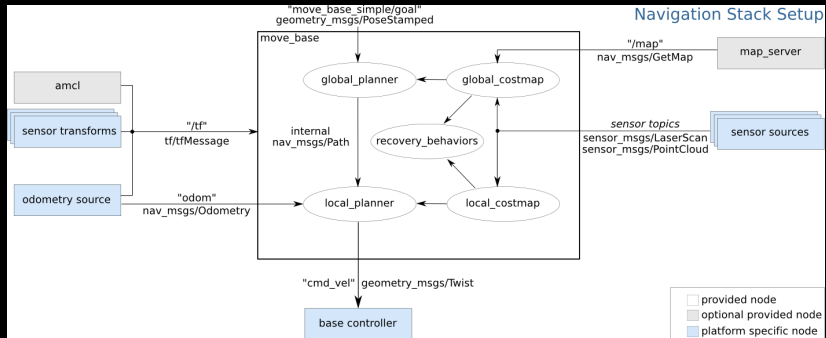 Navigation Stack Setup
"move_base_simple/goal"
geometry_msgs/PoseStamped
move_base
"/map"
nav_msgs/GetMap
map_server
global_planner
global_costmap
amcl
sensor transforms
"/tf"
tf/tfMessage
internal
nav_msgs/Path
recovery_behaviors
sensor topics
sensor_msgs/LaserScan
sensor_msgs/PointCloud
sensor sources
odometry source
"odom"
nav_msgs/Odometry
local_planner
local_costmap
"cmd_vel"
geometry_msgs/Twist
base controller
provided node
optional provided node
platform specific node